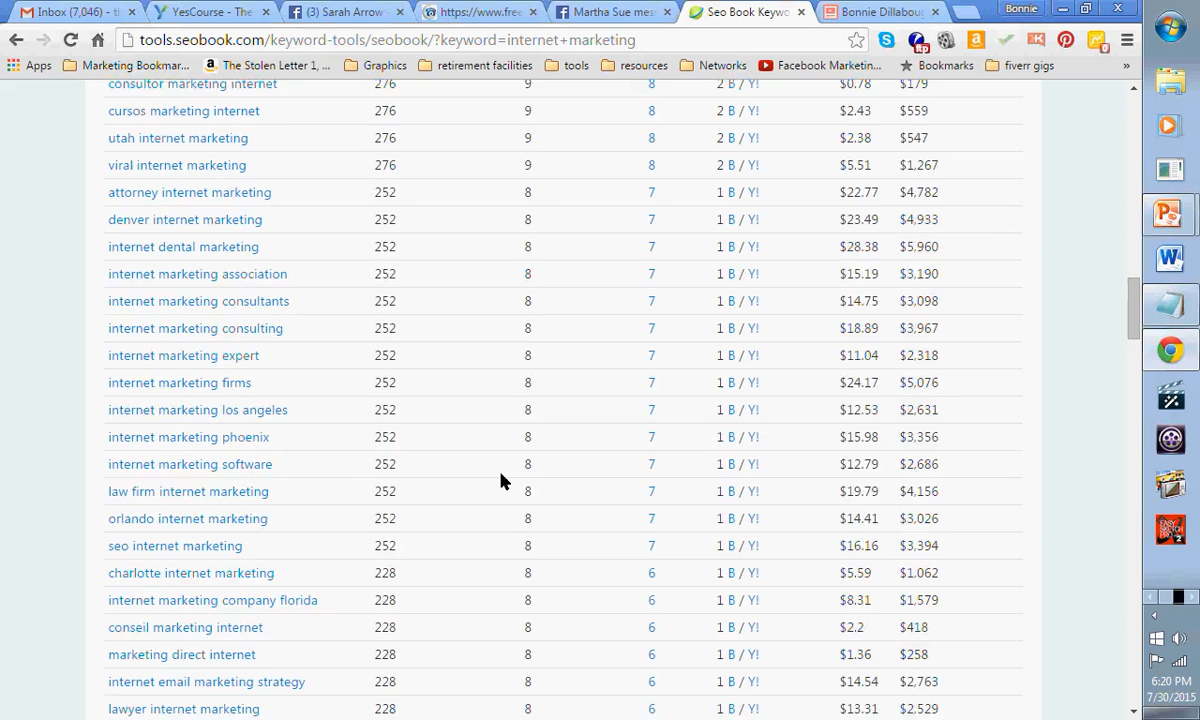 Inbox (7,046) - th
YesCourse - The
(3) Sarah Arrow -
https://www.free
Martha Sue mes
Seo Book Keywo
Bonnie Dillaboug
Bonnie
tools.seobook.com/keyword-tools/seobook/?keyword=internet+marketing
Apps
Marketing Bookmar...
The Stolen Letter 1, ...
Graphics
retirement facilities
tools
resources
Networks
Facebook Marketin...
Bookmarks
fiverr gigs
»
consultor marketing internet 276 9 8 2 B / Y! $0.78 $179
cursos marketing internet 276 9 8 2 B / Y! $2.43 $559
utah internet marketing 276 9 8 2 B / Y! $2.38 $547
viral internet marketing 276 9 8 2 B / Y! $5.51 $1,267
attorney internet marketing 252 8 7 1 B / Y! $22.77 $4,782
denver internet marketing 252 8 7 1 B / Y! $23.49 $4,933
internet dental marketing 252 8 7 1 B / Y! $28.38 $5,960
internet marketing association 252 8 7 1 B / Y! $15.19 $3,190
internet marketing consultants 252 8 7 1 B / Y! $14.75 $3,098
internet marketing consulting 252 8 7 1 B / Y! $18.89 $3,967
internet marketing expert 252 8 7 1 B / Y! $11.04 $2,318
internet marketing firms 252 8 7 1 B / Y! $24.17 $5,076
internet marketing los angeles 252 8 7 1 B / Y! $12.53 $2,631
internet marketing phoenix 252 8 7 1 B / Y! $15.98 $3,356
internet marketing software 252 8 7 1 B / Y! $12.79 $2,686
law firm internet marketing 252 8 7 1 B / Y! $19.79 $4,156
orlando internet marketing 252 8 7 1 B / Y! $14.41 $3,026
seo internet marketing 252 8 7 1 B / Y! $16.16 $3,394
charlotte internet marketing 228 8 6 1 B / Y! $5.59 $1,062
internet marketing company florida 228 8 6 1 B / Y! $8.31 $1,579
conseil marketing internet 228 8 6 1 B / Y! $2.2 $418
marketing direct internet 228 8 6 1 B / Y! $1.36 $258
internet email marketing strategy 228 8 6 1 B / Y! $14.54 $2,763
lawyer internet marketing 228 8 6 1 B / Y! $13.31 $2,529
6:20 PM
7/30/2015